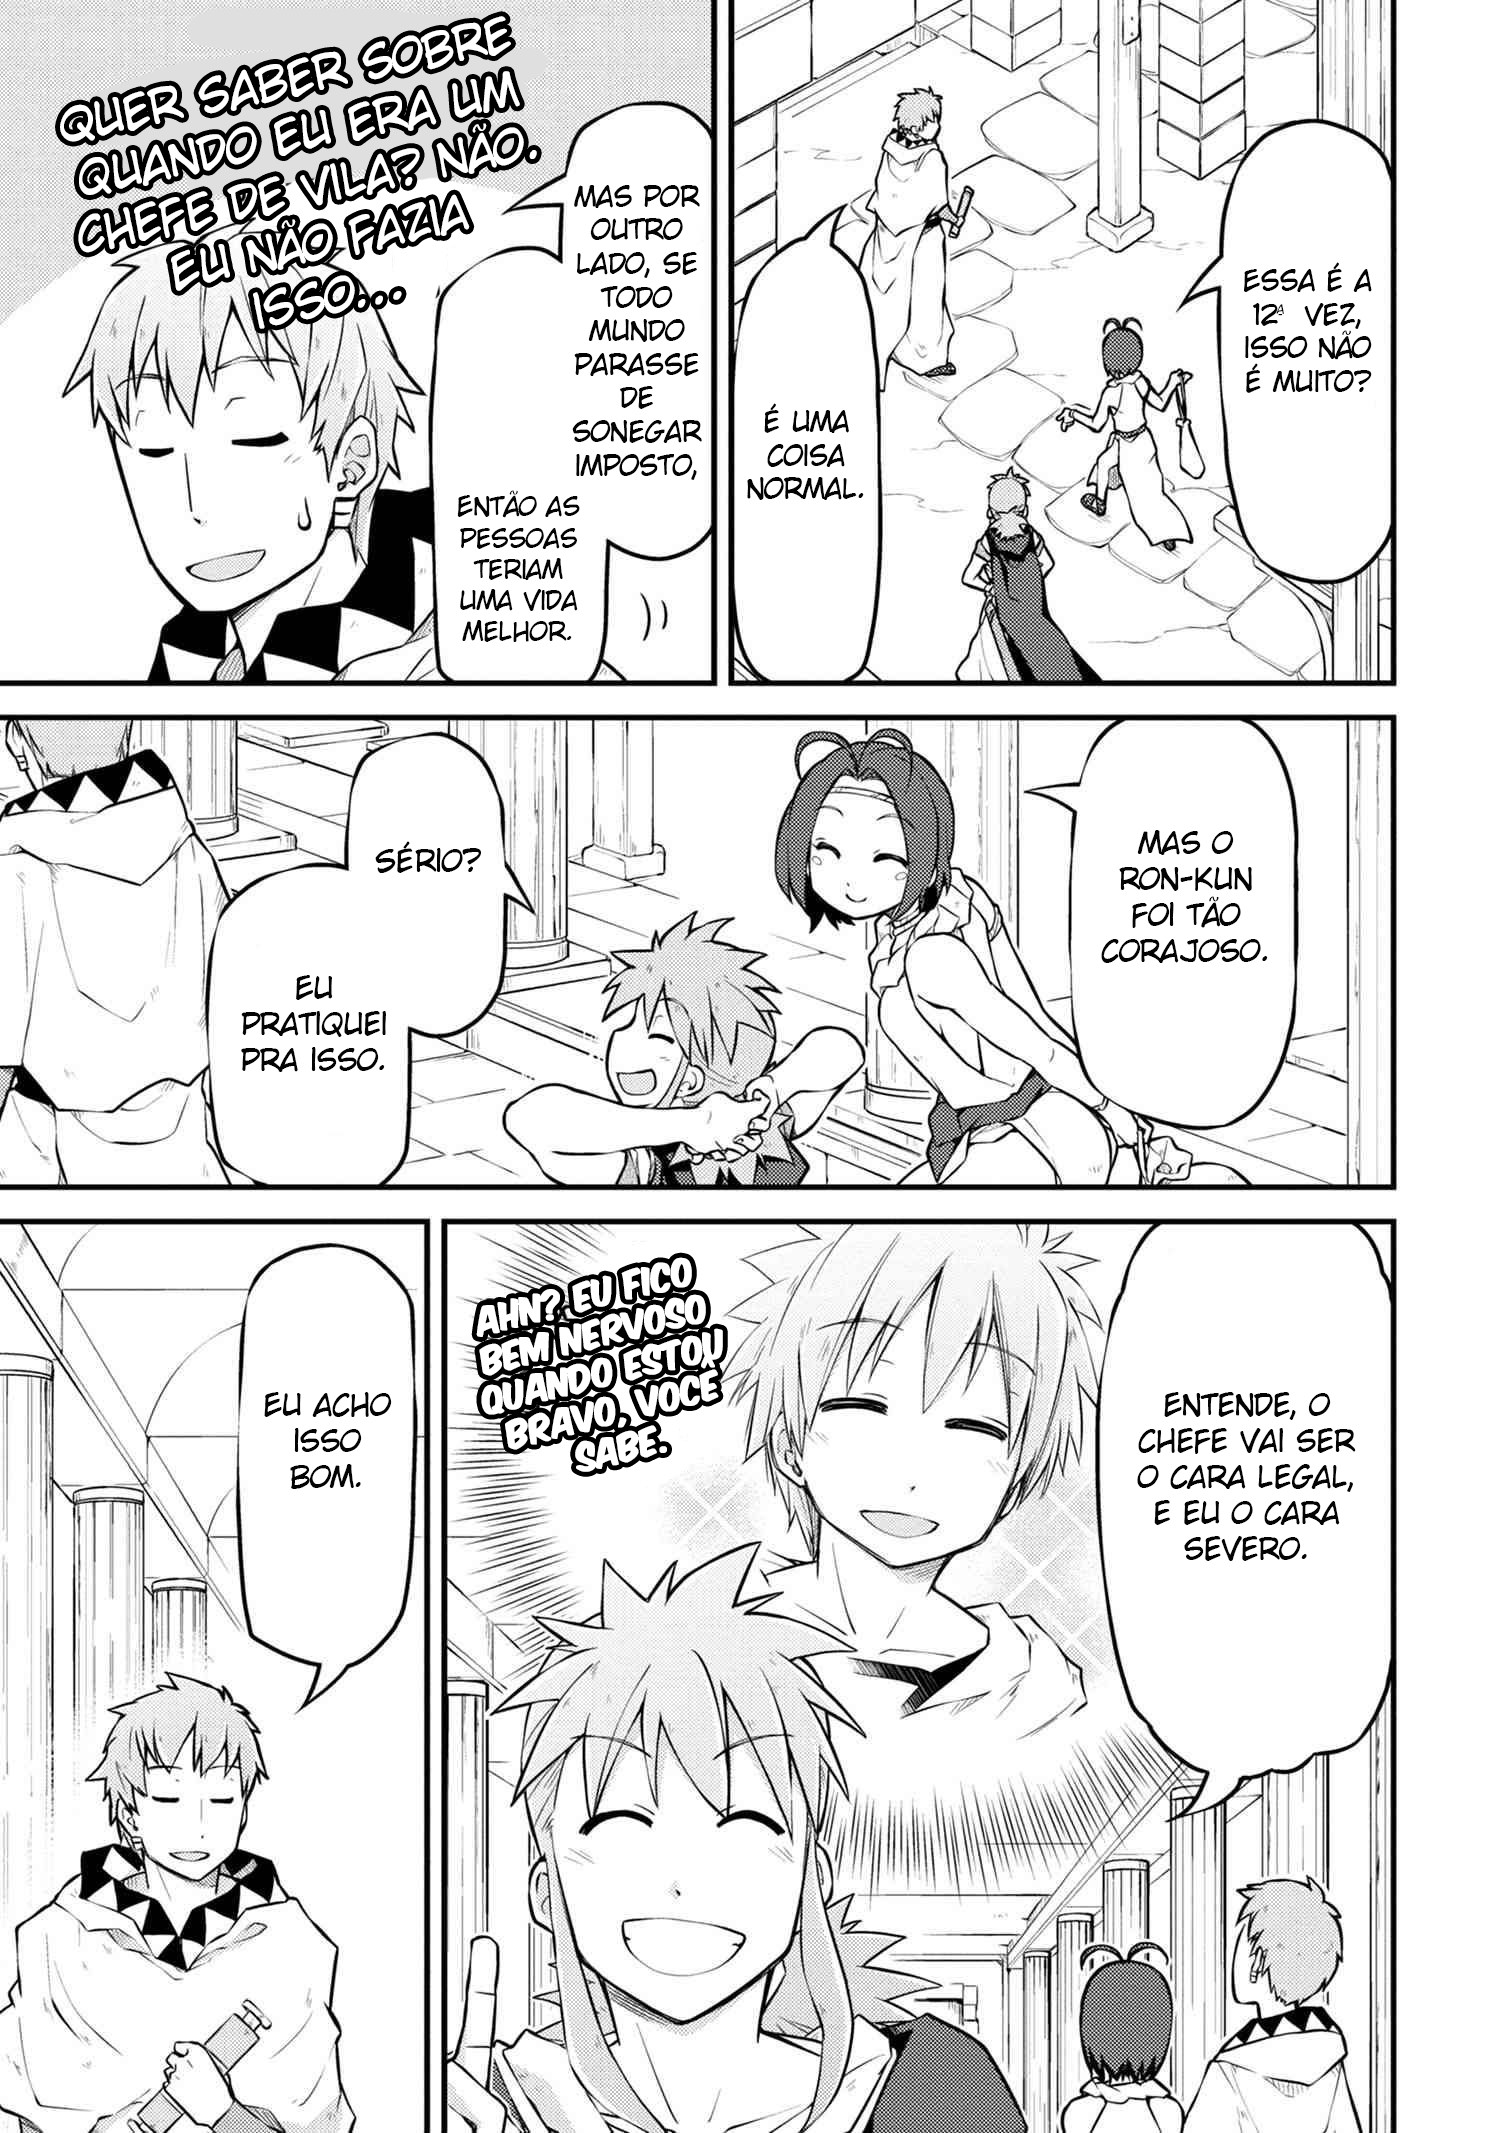 ESSA É A
12ª VEZ,
ISSO NÃO
É MUITO?
É UMA
COISA
NORMAL.
MAS POR
OUTRO
LADO, SE
TODO
MUNDO
PARASSE
DE
SONEGAR
IMPOSTO,
ENTÃO AS
PESSOAS
TERIAM
UMA VIDA
MELHOR.
QUER SABER SOBRE
QUANDO EU ERA UM
CHEFE DE VILA? NÃO.
EU NÃO FAZIA
ISSO...
MAS O
RON-KUN
FOI TÃO
CORAJOSO.
SÉRIO?
EU
PRATIQUEI
PRA ISSO.
ENTENDE, O
CHEFE VAI SER
O CARA LEGAL,
E EU O CARA
SEVERO.
AHN? EU FICO
BEM NERVOSO
QUANDO ESTOU
BRAVO, VOCÊ
SABE.
EU ACHO
ISSO
BOM.